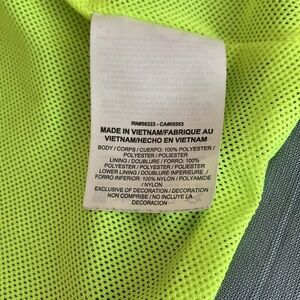 RN#56323 - CA#05553
MADE IN VIETNAM/FABRIQUE AU
VIETNAM/HECHO EN VIETNAM
BODY / CORPS / CUERPO: 100% POLYESTER /
POLYESTER / POLIESTER
LINING / DOUBLURE / FORRO: 100%
POLYESTER / POLYESTER / POLIESTER
LOWER LINING / DOUBLURE INFERIEURE /
FORRO INFERIOR: 100% NYLON / POLYAMIDE
/ NYLON
EXCLUSIVE OF DECORATION / DECORATION
NON COMPRISE / NO INCLUYE LA
DECORACION